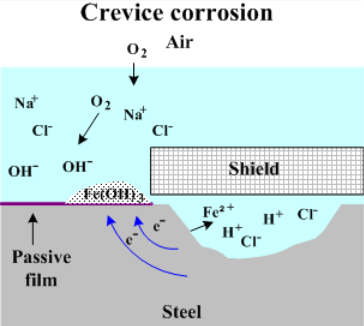 Crevice corrosion
O₂ Air
Na⁺ O₂ Na⁺
Cl⁻ Cl⁻
OH⁻ OH⁻ Shield
Fe(OH)₃
Fe²⁺ H⁺ Cl⁻
e⁻ e⁻ H⁺ Cl⁻
Passive
film
Steel